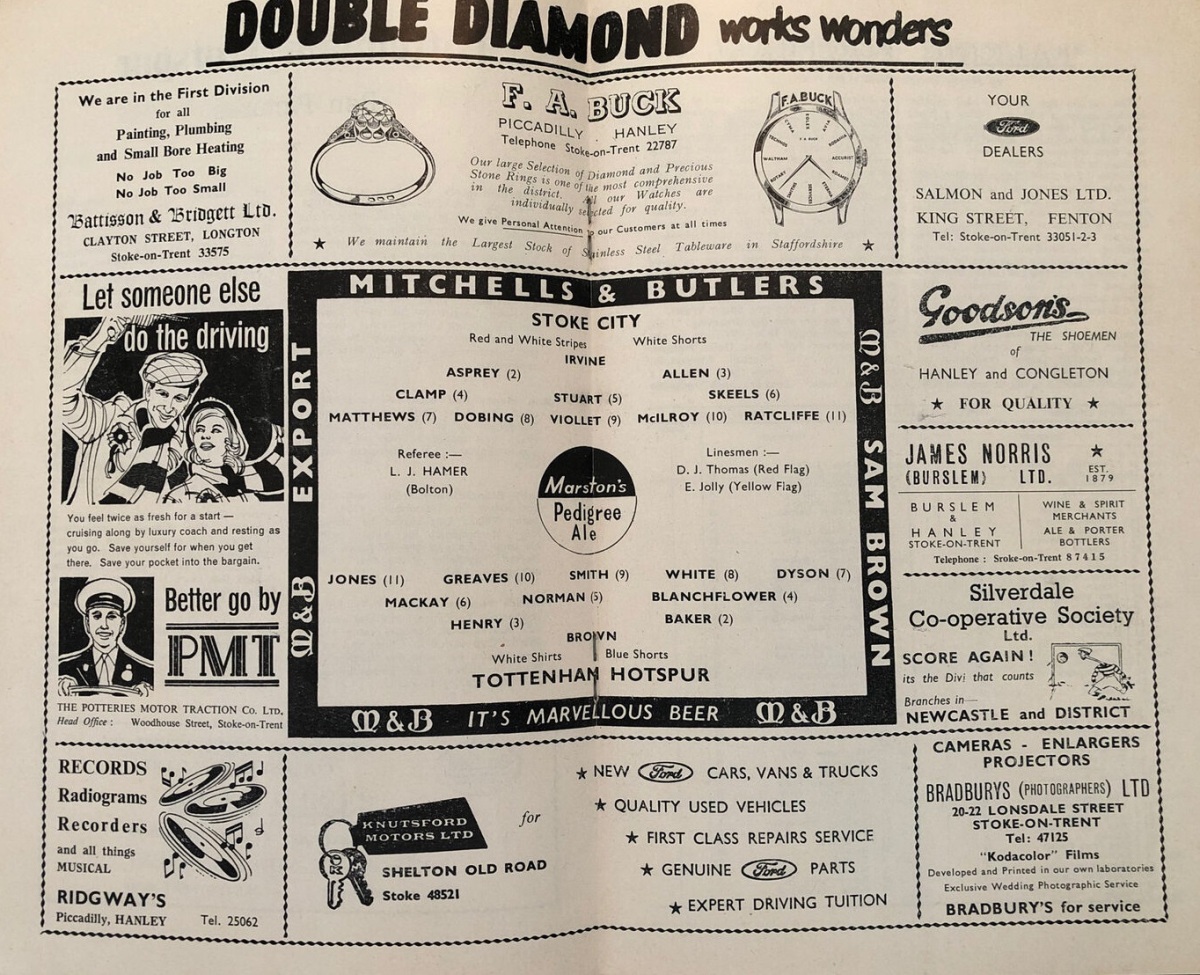 DOUBLE DIAMOND works wonders
We are in the First Division
for all
Painting, Plumbing
and Small Bore Heating
No Job Too Big
No Job Too Small
Battisson & Bridgett Ltd.
CLAYTON STREET, LONGTON
Stoke-on-Trent 33575
F. A. BUCK
PICCADILLY HANLEY
Telephone Stoke-on-Trent 22787
Our large Selection of Diamond and Precious
Stone Rings is one of the most comprehensive
in the district. All our Watches are
individually selected for quality.
We give Personal Attention to our Customers at all times
★ We maintain the Largest Stock of Stainless Steel Tableware in Staffordshire ★
F.A.BUCK
YOUR
Ford
DEALERS
SALMON and JONES LTD.
KING STREET, FENTON
Tel: Stoke-on-Trent 33051-2-3
Let someone else
do the driving
You feel twice as fresh for a start —
cruising along by luxury coach and resting as
you go. Save yourself for when you get
there. Save your pocket into the bargain.
Better go by
PMT
THE POTTERIES MOTOR TRACTION Co. LTD.
Head Office : Woodhouse Street, Stoke-on-Trent
MITCHELLS & BUTLERS
M&B EXPORT
M&B SAM BROWN
STOKE CITY
Red and White Stripes White Shorts
IRVINE
ASPREY (2) ALLEN (3)
CLAMP (4) STUART (5) SKEELS (6)
MATTHEWS (7) DOBING (8) VIOLLET (9) McILROY (10) RATCLIFFE (11)
Referee :— Linesmen :—
L. J. HAMER D. J. Thomas (Red Flag)
(Bolton) E. Jolly (Yellow Flag)
Marston's
Pedigree
Ale
JONES (11) GREAVES (10) SMITH (9) WHITE (8) DYSON (7)
MACKAY (6) NORMAN (5) BLANCHFLOWER (4)
HENRY (3) BAKER (2)
BROWN
White Shirts Blue Shorts
TOTTENHAM HOTSPUR
M&B IT'S MARVELLOUS BEER M&B
Goodson's
THE SHOEMEN
of
HANLEY and CONGLETON
★ FOR QUALITY ★
JAMES NORRIS
(BURSLEM) LTD.
★
EST.
1879
BURSLEM
&
HANLEY
STOKE-ON-TRENT
WINE & SPIRIT
MERCHANTS
ALE & PORTER
BOTTLERS
Telephone : Sroke-on-Trent 87415
Silverdale
Co-operative Society
Ltd.
SCORE AGAIN!
its the Divi that counts
Branches in—
NEWCASTLE and DISTRICT
RECORDS
Radiograms
Recorders
and all things
MUSICAL
RIDGWAY'S
Piccadilly, HANLEY Tel. 25062
KNUTSFORD
MOTORS LTD
for
SHELTON OLD ROAD
Stoke 48521
★ NEW Ford CARS, VANS & TRUCKS
★ QUALITY USED VEHICLES
★ FIRST CLASS REPAIRS SERVICE
★ GENUINE Ford PARTS
★ EXPERT DRIVING TUITION
CAMERAS - ENLARGERS
PROJECTORS
BRADBURYS (PHOTOGRAPHERS) LTD
20-22 LONSDALE STREET
STOKE-ON-TRENT
Tel: 47125
"Kodacolor" Films
Developed and Printed in our own laboratories
Exclusive Wedding Photographic Service
BRADBURY'S for service